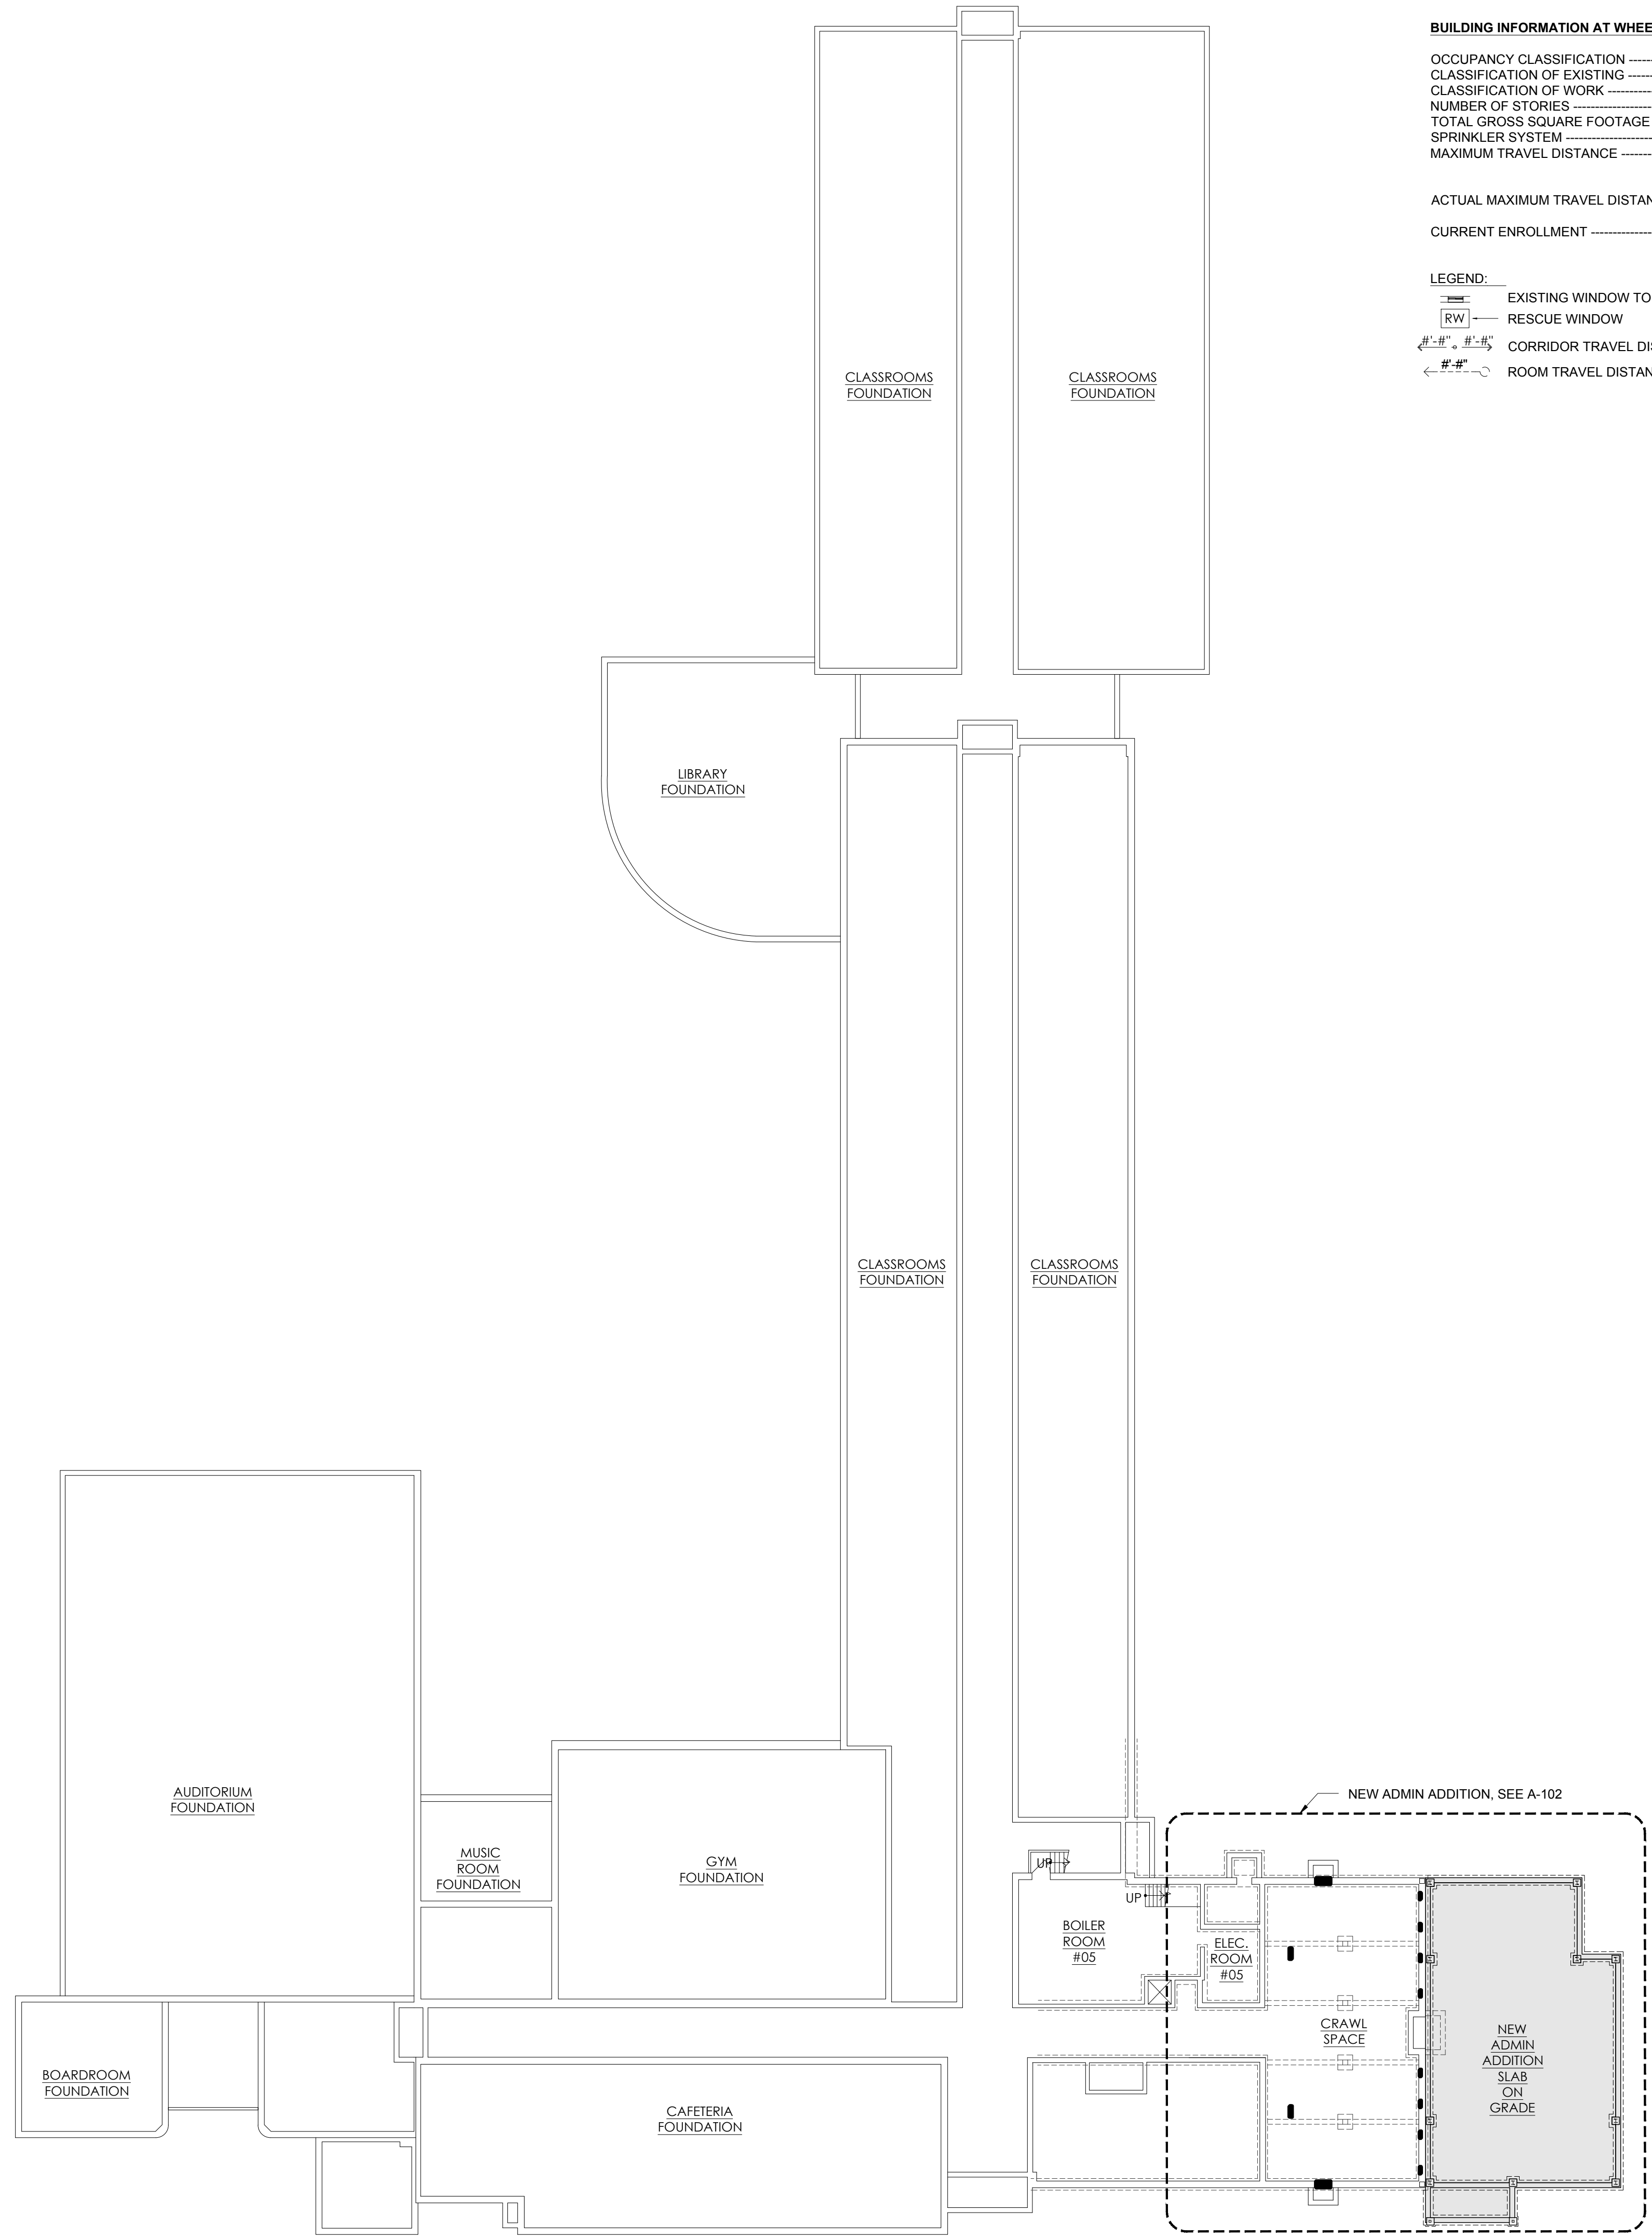 BUILDING INFORMATION AT WHEE
OCCUPANCY CLASSIFICATION -----
CLASSIFICATION OF EXISTING -----
CLASSIFICATION OF WORK ----------
NUMBER OF STORIES ------------------
TOTAL GROSS SQUARE FOOTAGE
SPRINKLER SYSTEM --------------------
MAXIMUM TRAVEL DISTANCE -------
ACTUAL MAXIMUM TRAVEL DISTAN
CURRENT ENROLLMENT --------------
LEGEND:
EXISTING WINDOW TO
RW RESCUE WINDOW
#'-#" #'-#" CORRIDOR TRAVEL DIS
#'-#" ROOM TRAVEL DISTAN
CLASSROOMS
FOUNDATION
CLASSROOMS
FOUNDATION
LIBRARY
FOUNDATION
CLASSROOMS
FOUNDATION
CLASSROOMS
FOUNDATION
AUDITORIUM
FOUNDATION
MUSIC
ROOM
FOUNDATION
GYM
FOUNDATION
NEW ADMIN ADDITION, SEE A-102
UP
UP
BOILER
ROOM
#05
ELEC.
ROOM
#05
CRAWL
SPACE
NEW
ADMIN
ADDITION
SLAB
ON
GRADE
BOARDROOM
FOUNDATION
CAFETERIA
FOUNDATION